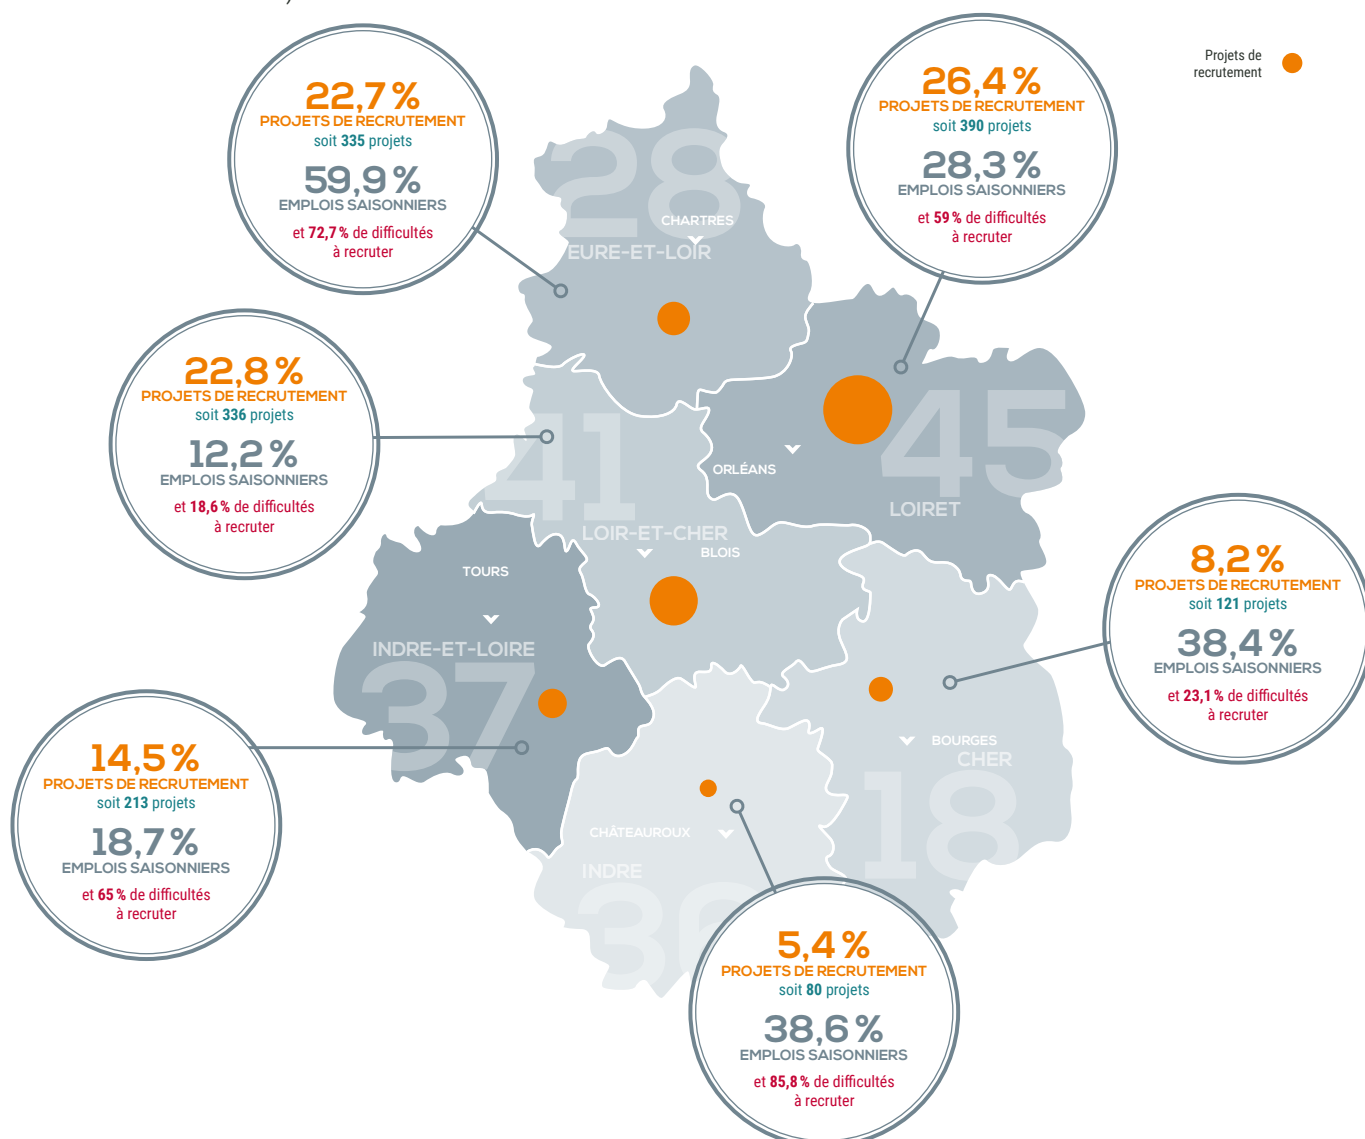 Projets de
recrutement
22,7 %
PROJETS DE RECRUTEMENT
soit 335 projets
59,9 %
EMPLOIS SAISONNIERS
et 72,7 % de difficultés
à recruter
26,4 %
PROJETS DE RECRUTEMENT
soit 390 projets
28,3 %
EMPLOIS SAISONNIERS
et 59 % de difficultés
à recruter
28
CHARTRES
EURE-ET-LOIR
22,8 %
PROJETS DE RECRUTEMENT
soit 336 projets
12,2 %
EMPLOIS SAISONNIERS
et 18,6 % de difficultés
à recruter
41
LOIR-ET-CHER
BLOIS
45
ORLÉANS
LOIRET
8,2 %
PROJETS DE RECRUTEMENT
soit 121 projets
38,4 %
EMPLOIS SAISONNIERS
et 23,1 % de difficultés
à recruter
TOURS
INDRE-ET-LOIRE
37
14,5 %
PROJETS DE RECRUTEMENT
soit 213 projets
18,7 %
EMPLOIS SAISONNIERS
et 65 % de difficultés
à recruter
BOURGES
CHER
18
CHÂTEAUROUX
INDRE
36
5,4 %
PROJETS DE RECRUTEMENT
soit 80 projets
38,6 %
EMPLOIS SAISONNIERS
et 85,8 % de difficultés
à recruter